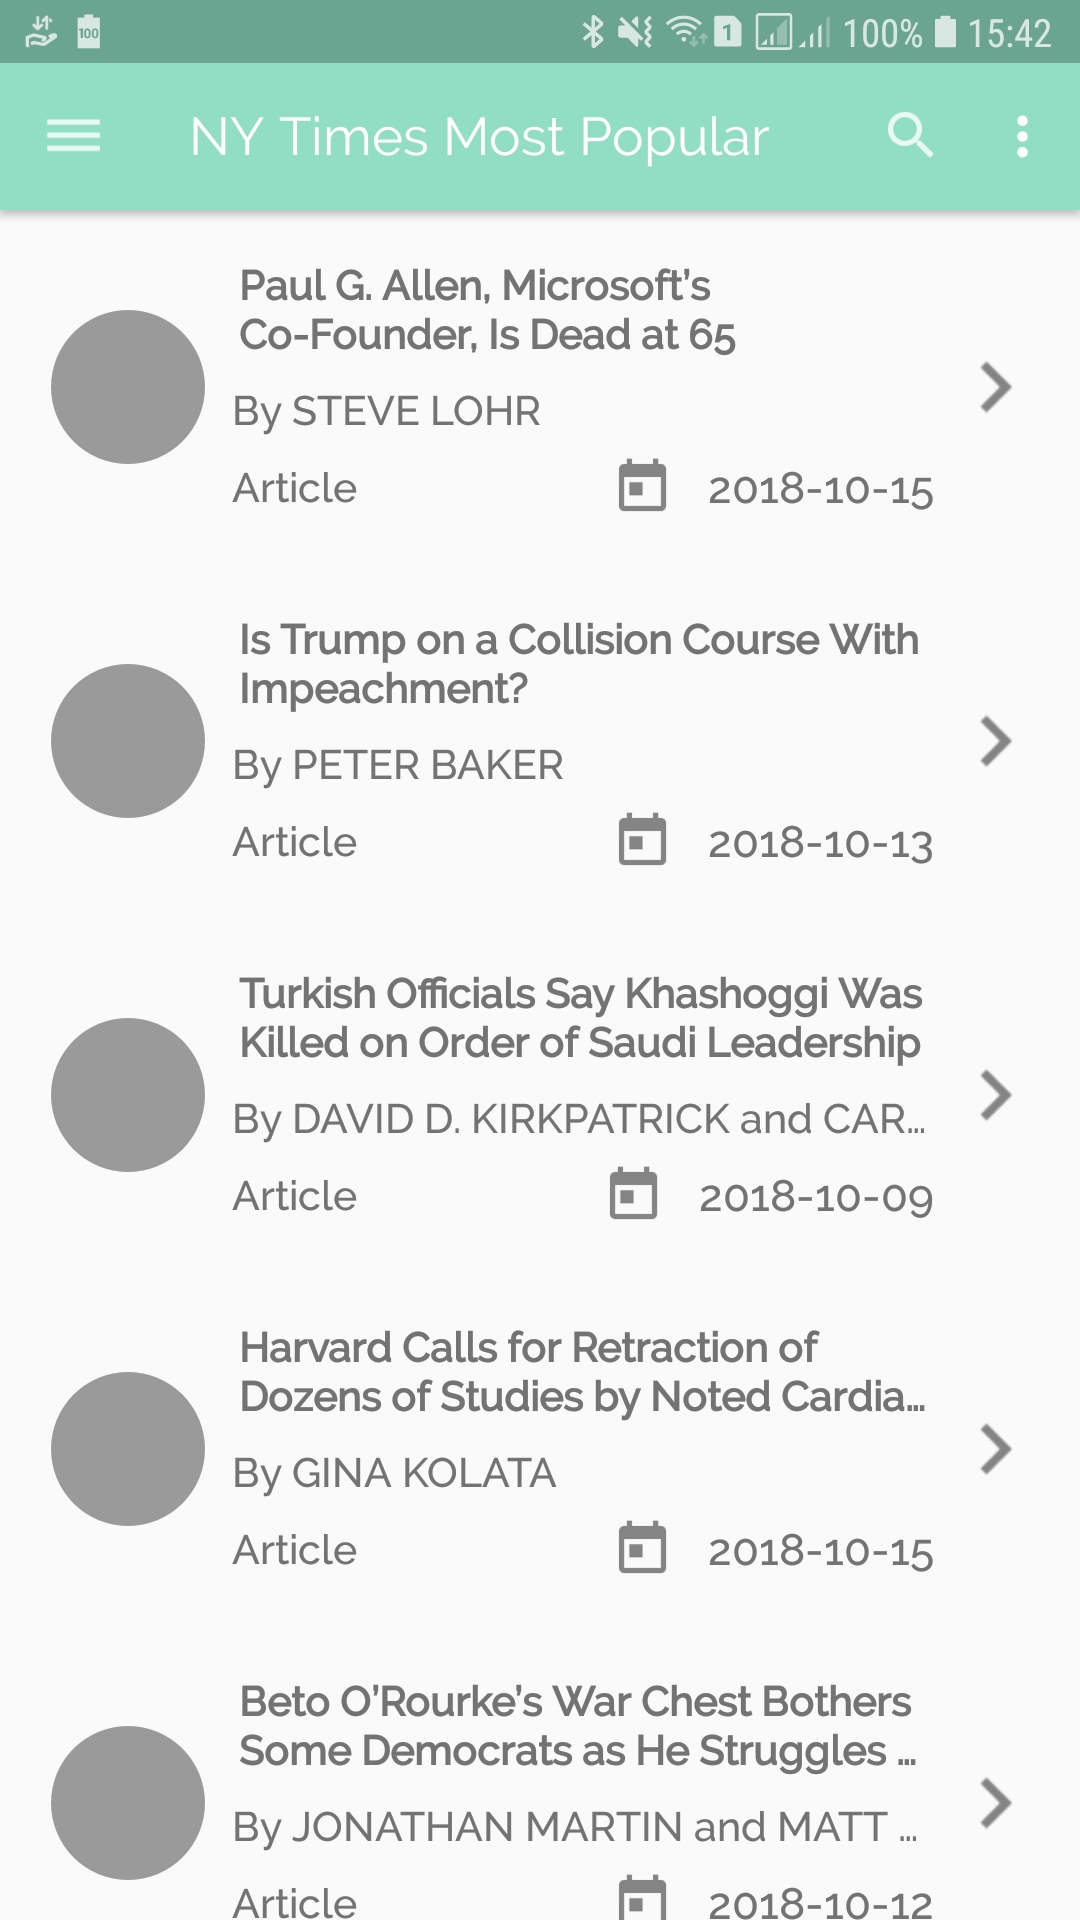 100 1 100% 15:42
NY Times Most Popular
Paul G. Allen, Microsoft’s
Co-Founder, Is Dead at 65
By STEVE LOHR
Article 2018-10-15
Is Trump on a Collision Course With
Impeachment?
By PETER BAKER
Article 2018-10-13
Turkish Officials Say Khashoggi Was
Killed on Order of Saudi Leadership
By DAVID D. KIRKPATRICK and CAR…
Article 2018-10-09
Harvard Calls for Retraction of
Dozens of Studies by Noted Cardia…
By GINA KOLATA
Article 2018-10-15
Beto O’Rourke’s War Chest Bothers
Some Democrats as He Struggles …
By JONATHAN MARTIN and MATT …
Article 2018-10-12